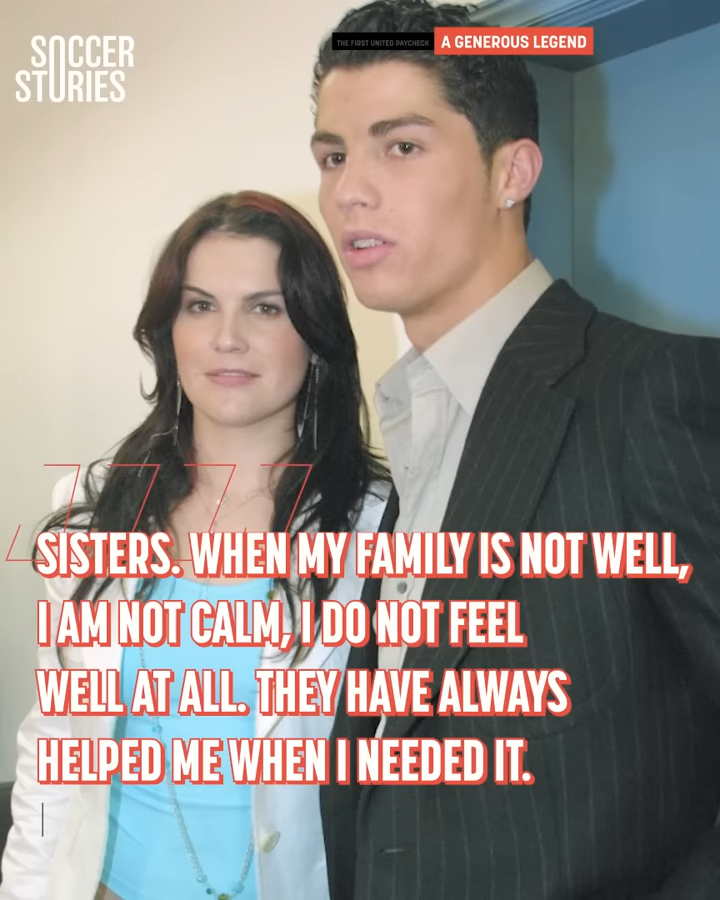 SOCCER
STORIES
THE FIRST UNITED PAYCHECK
A GENEROUS LEGEND
SISTERS. WHEN MY FAMILY IS NOT WELL,
I AM NOT CALM, I DO NOT FEEL
WELL AT ALL. THEY HAVE ALWAYS
HELPED ME WHEN I NEEDED IT.